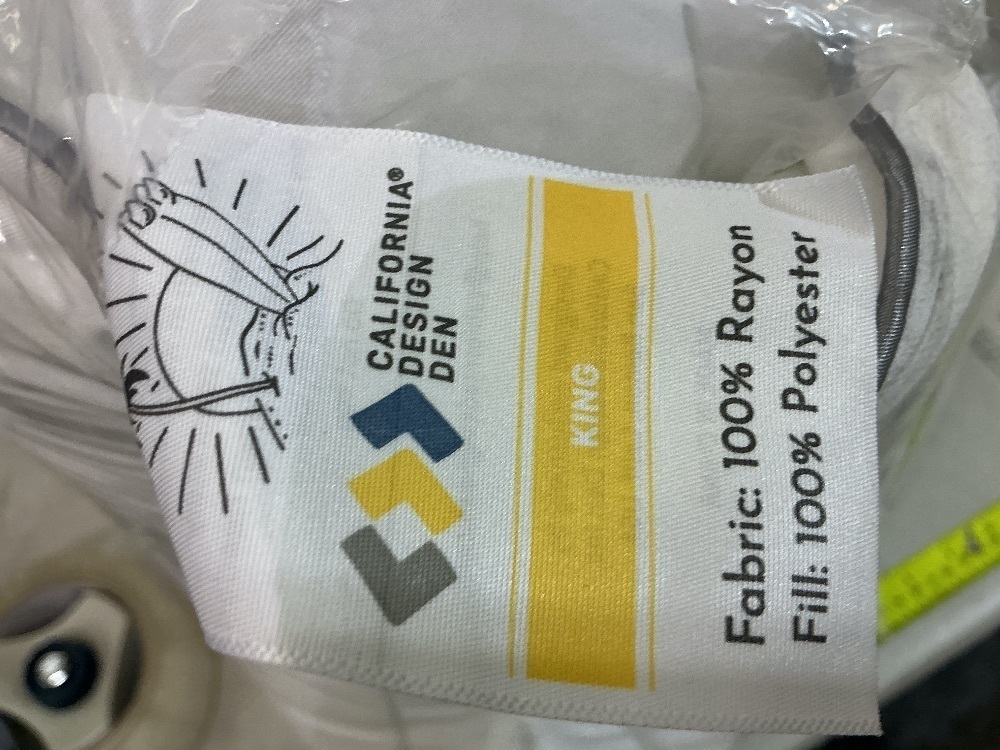 CALIFORNIA®
DESIGN
DEN
KING
Fabric: 100% Rayon
Fill: 100% Polyester